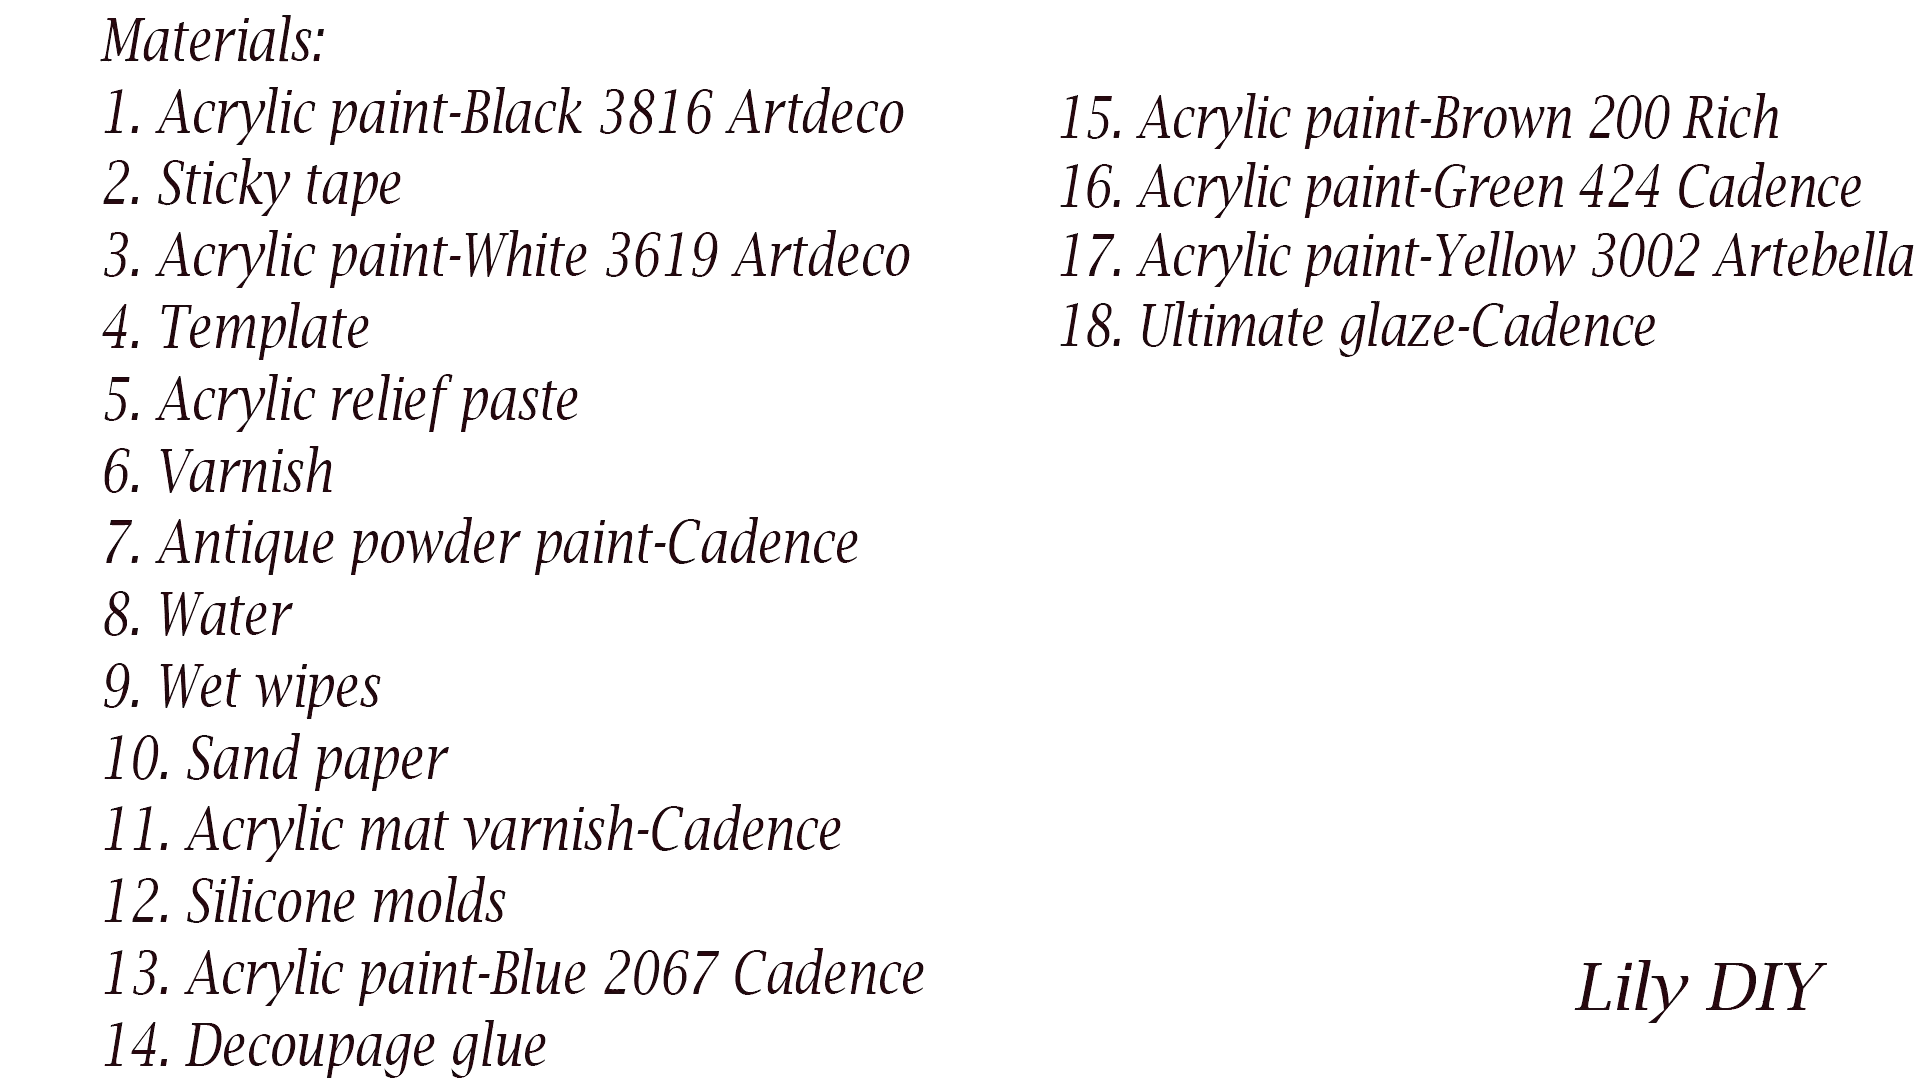 Materials:
1. Acrylic paint-Black 3816 Artdeco
2. Sticky tape
3. Acrylic paint-White 3619 Artdeco
4. Template
5. Acrylic relief paste
6. Varnish
7. Antique powder paint-Cadence
8. Water
9. Wet wipes
10. Sand paper
11. Acrylic mat varnish-Cadence
12. Silicone molds
13. Acrylic paint-Blue 2067 Cadence
14. Decoupage glue
15. Acrylic paint-Brown 200 Rich
16. Acrylic paint-Green 424 Cadence
17. Acrylic paint-Yellow 3002 Artebella
18. Ultimate glaze-Cadence
Lily DIY